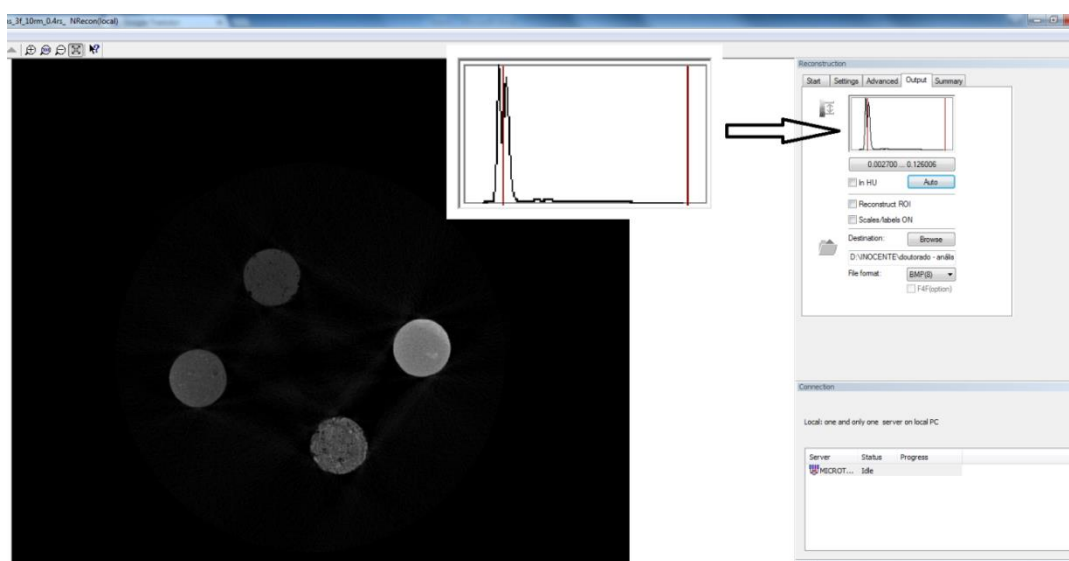 ns_3f_10rm_0.4rs_ NRecon(local)
Reconstruction
Start Settings Advanced Output Summary
0.002700 ... 0.126006
In HU Auto
Reconstruct ROI
Scales/labels ON
Destination: Browse
D:\INOCENTE\doutorado - anális
File format: BMP(8)
F4F(option)
Connection
Local: one and only one server on local PC
Server Status Progress
MICROT... Idle